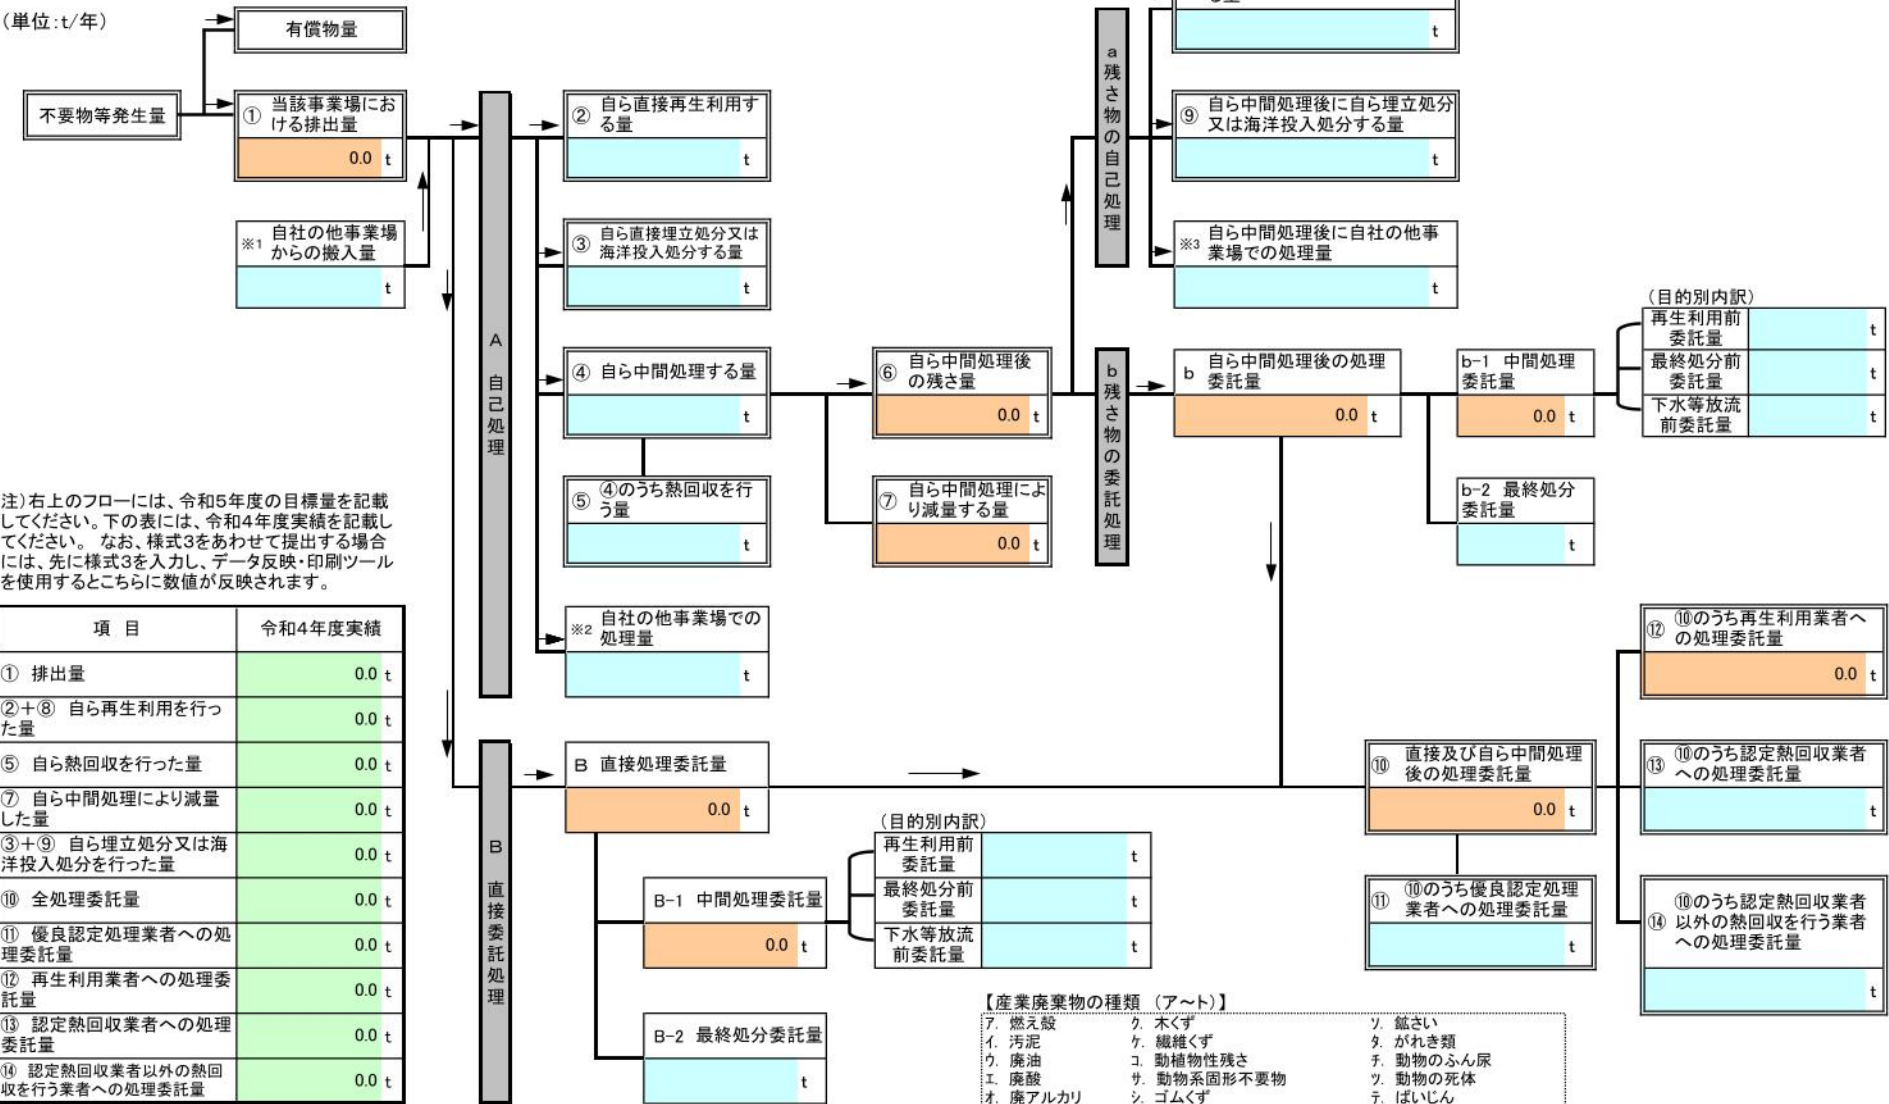 (単位:t/年)
有償物量
不要物等発生量
① 当該事業場にお
ける排出量
0.0 t
※1 自社の他事業場
からの搬入量
t
A 自己処理
② 自ら直接再生利用す
る量
t
③ 自ら直接埋立処分又は
海洋投入処分する量
t
④ 自ら中間処理する量
t
⑤ ④のうち熱回収を行
う量
t
※2 自社の他事業場での
処理量
t
⑥ 自ら中間処理後
の残さ量
0.0 t
⑦ 自ら中間処理によ
り減量する量
0.0 t
a 残さ物の自己処理
t
⑨ 自ら中間処理後に自ら埋立処分
又は海洋投入処分する量
t
※3 自ら中間処理後に自社の他事
業場での処理量
t
b 残さ物の委託処理
b 自ら中間処理後の処理
委託量
0.0 t
b-1 中間処理
委託量
0.0 t
(目的別内訳)
再生利用前
委託量
t
最終処分前
委託量
t
下水等放流
前委託量
t
b-2 最終処分
委託量
t
注)右上のフローには、令和5年度の目標量を記載
してください。下の表には、令和4年度実績を記載し
てください。 なお、様式3をあわせて提出する場合
には、先に様式3を入力し、データ反映・印刷ツール
を使用するとこちらに数値が反映されます。
項 目 令和4年度実績
① 排出量 0.0 t
②+⑧ 自ら再生利用を行っ
た量 0.0 t
⑤ 自ら熱回収を行った量 0.0 t
⑦ 自ら中間処理により減量
した量 0.0 t
③+⑨ 自ら埋立処分又は海
洋投入処分を行った量 0.0 t
⑩ 全処理委託量 0.0 t
⑪ 優良認定処理業者への処
理委託量 0.0 t
⑫ 再生利用業者への処理委
託量 0.0 t
⑬ 認定熱回収業者への処理
委託量 0.0 t
⑭ 認定熱回収業者以外の熱回
収を行う業者への処理委託量 0.0 t
B 直接委託処理
B 直接処理委託量
0.0 t
B-1 中間処理委託量
0.0 t
(目的別内訳)
再生利用前
委託量
t
最終処分前
委託量
t
下水等放流
前委託量
t
B-2 最終処分委託量
t
⑩ 直接及び自ら中間処理
後の処理委託量
0.0 t
⑪ ⑩のうち優良認定処理
業者への処理委託量
t
⑫ ⑩のうち再生利用業者へ
の処理委託量
0.0 t
⑬ ⑩のうち認定熱回収業者
への処理委託量
t
⑭ ⑩のうち認定熱回収業者
以外の熱回収を行う業者
への処理委託量
t
【産業廃棄物の種類 (ア~ト)】
ア. 燃え殻 ク. 木くず ソ. 鉱さい
イ. 汚泥 ケ. 繊維くず タ. がれき類
ウ. 廃油 コ. 動植物性残さ チ. 動物のふん尿
エ. 廃酸 サ. 動物系固形不要物 ツ. 動物の死体
オ. 廃アルカリ シ. ゴムくず テ. ばいじん